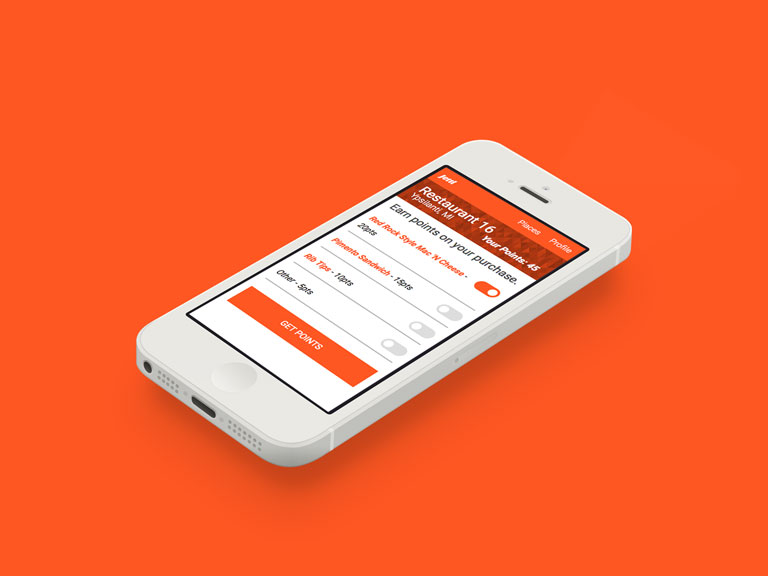 Places
Profile
Restaurant 16
Ypsilanti, MI
Your Points: 45
Earn points on your purchase.
Red Rock Style Mac 'N Cheese -
20pts
Pimento Sandwich - 15pts
Rib Tips - 10pts
Other - 5pts
GET POINTS